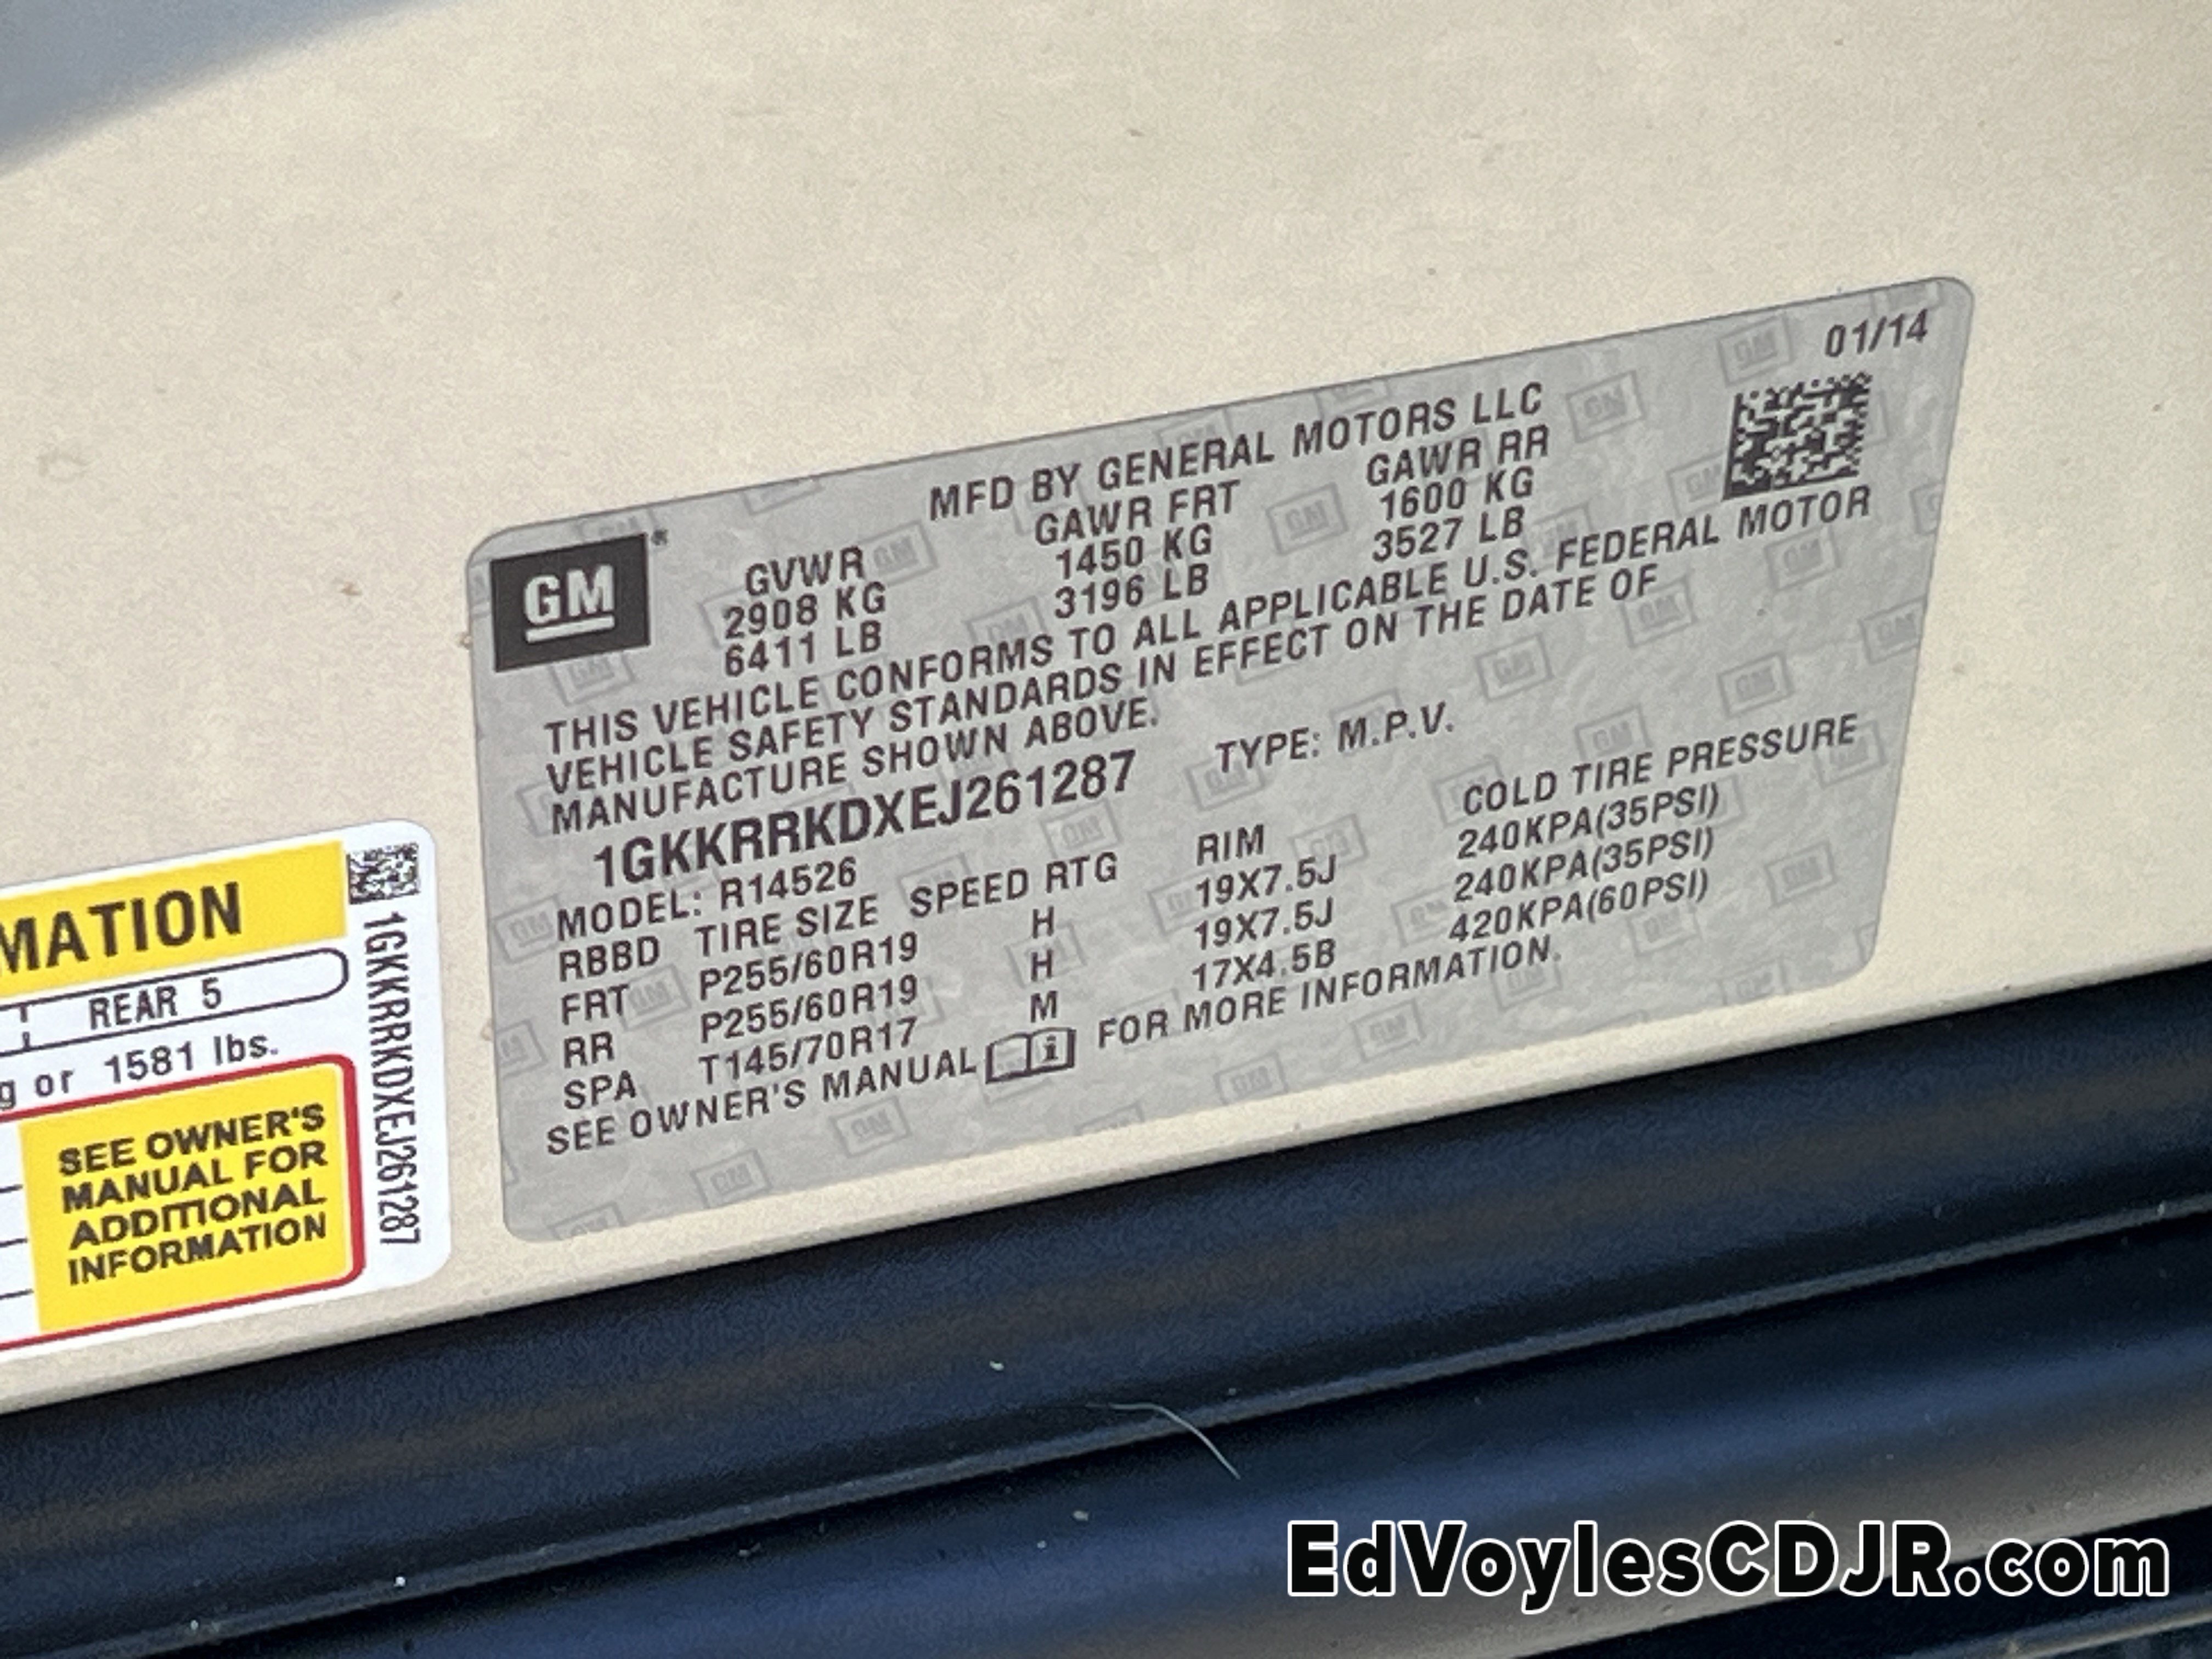 01/14
MFD BY GENERAL MOTORS LLC
GM
GVWR GAWR FRT GAWR RR
2908 KG 1450 KG 1600 KG
6411 LB 3196 LB 3527 LB
THIS VEHICLE CONFORMS TO ALL APPLICABLE U.S. FEDERAL MOTOR
VEHICLE SAFETY STANDARDS IN EFFECT ON THE DATE OF
MANUFACTURE SHOWN ABOVE.
1GKKRRKDXEJ261287 TYPE: M.P.V.
MODEL: R14526
RBBD TIRE SIZE SPEED RTG RIM COLD TIRE PRESSURE
FRT P255/60R19 H 19X7.5J 240KPA(35PSI)
RR P255/60R19 H 19X7.5J 240KPA(35PSI)
SPA T145/70R17 M 17X4.5B 420KPA(60PSI)
SEE OWNER'S MANUAL FOR MORE INFORMATION.
MATION
REAR 5
g or 1581 lbs.
SEE OWNER'S
MANUAL FOR
ADDITIONAL
INFORMATION
1GKKRRKDXEJ261287
EdVoylesCDJR.com